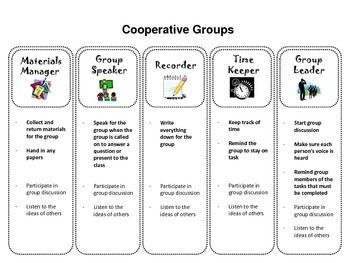 Cooperative Groups
Materials
Manager
- Collect and
return materials
for the group
- Hand in any
papers
- Participate in
group discussion
- Listen to the
ideas of others
Group
Speaker
- Speak for the
group when the
group is called
on to answer a
question or
present to the
class
- Participate in
group discussion
- Listen to the
ideas of others
Recorder
- Write
everything down
for the group
- Participate in
group discussion
- Listen to the
ideas of others
Time
Keeper
- Keep track of
time
- Remind the
group to stay on
task
- Participate in
group discussion
- Listen to the
ideas of others
Group
Leader
- Start group
discussion
- Make sure each
person's voice is
heard
- Remind group
members of the
tasks that must
be completed
- Participate in
group discussion
- Listen to the
ideas of others